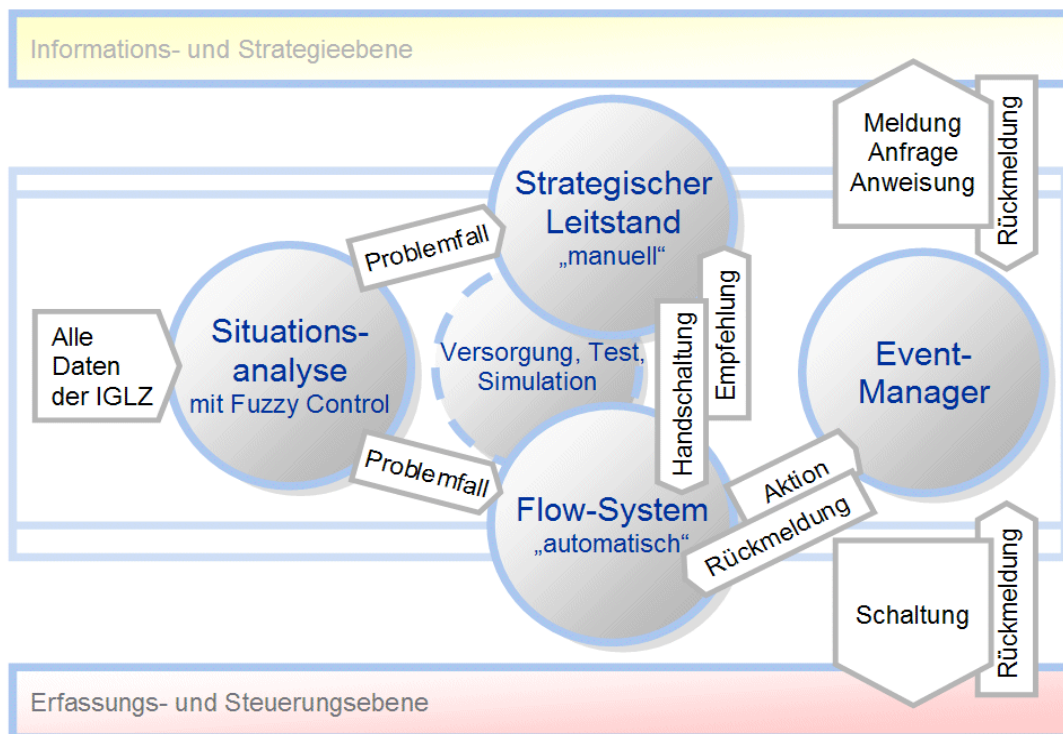 Informations- und Strategieebene
Meldung
Anfrage
Anweisung
Rückmeldung
Strategischer
Leitstand
„manuell“
Problemfall
Alle
Daten
der IGLZ
Situations-
analyse
mit Fuzzy Control
Versorgung, Test,
Simulation
Handschaltung
Empfehlung
Event-
Manager
Problemfall
Flow-System
„automatisch“
Aktion
Rückmeldung
Schaltung
Rückmeldung
Erfassungs- und Steuerungsebene